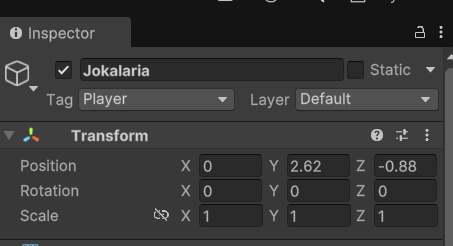 Inspector
Jokalaria
Static
Tag Player Layer Default
Transform
Position X 0 Y 2.62 Z -0.88
Rotation X 0 Y 0 Z 0
Scale X 1 Y 1 Z 1